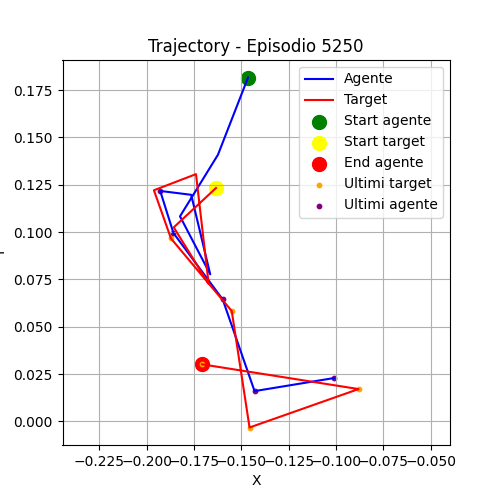 Trajectory - Episodio 5250
Agente
Target
Start agente
Start target
End agente
Ultimi target
Ultimi agente
0.175
0.150
0.125
0.100
0.075
0.050
0.025
0.000
−0.225 −0.200 −0.175 −0.150 −0.125 −0.100 −0.075 −0.050
X